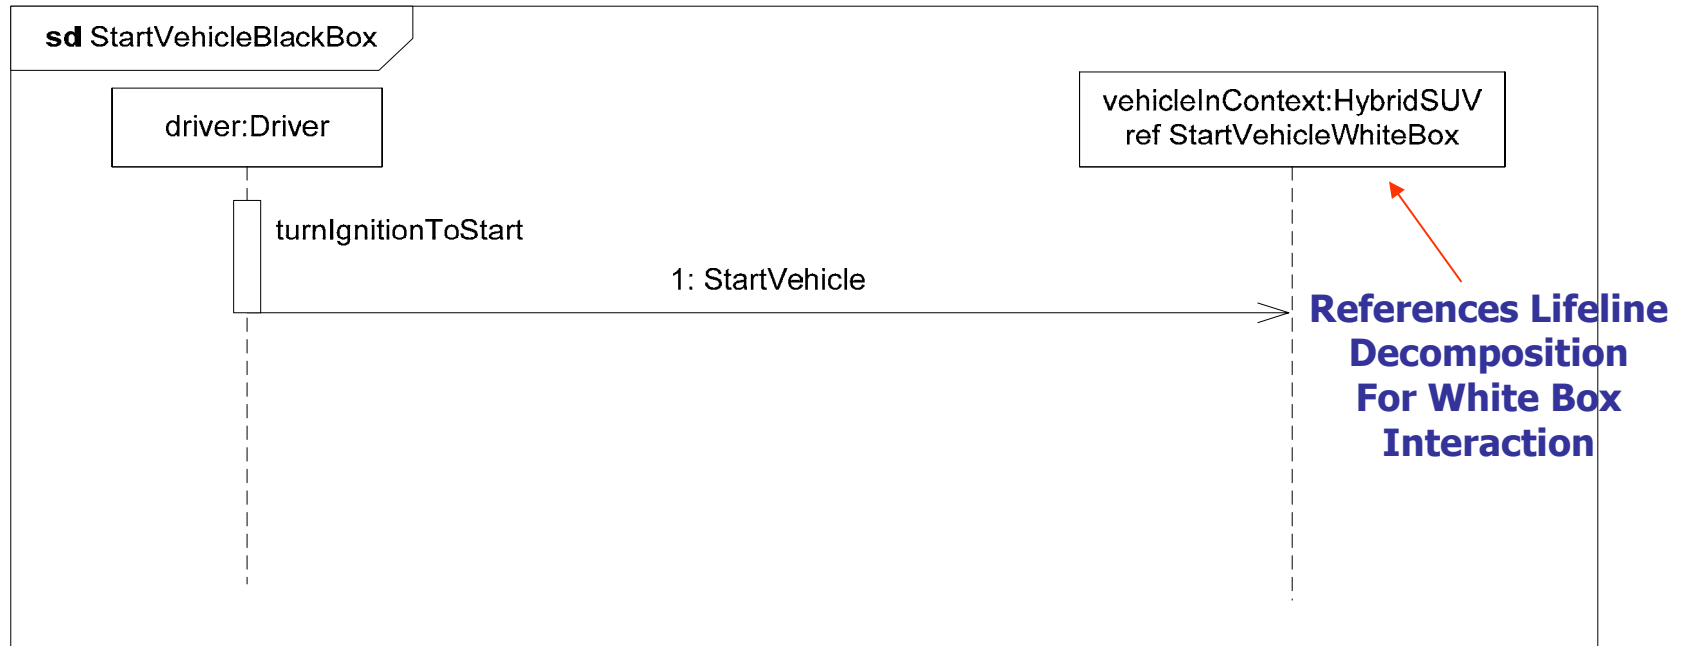 sd StartVehicleBlackBox
driver:Driver
vehicleInContext:HybridSUV
ref StartVehicleWhiteBox
turnIgnitionToStart
1: StartVehicle
References Lifeline
Decomposition
For White Box
Interaction